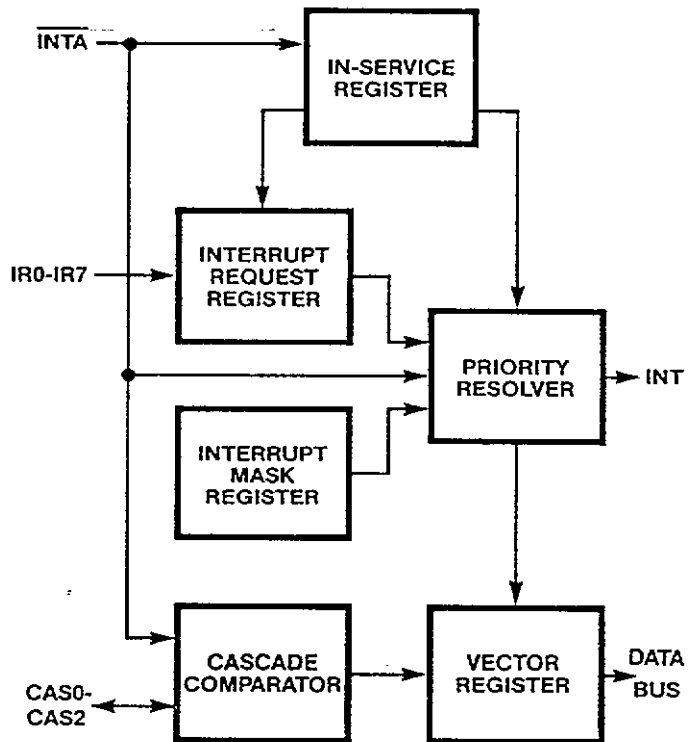 INTA
IN-SERVICE
REGISTER
IR0-IR7
INTERRUPT
REQUEST
REGISTER
PRIORITY
RESOLVER
INT
INTERRUPT
MASK
REGISTER
CAS0-
CAS2
CASCADE
COMPARATOR
VECTOR
REGISTER
DATA
BUS